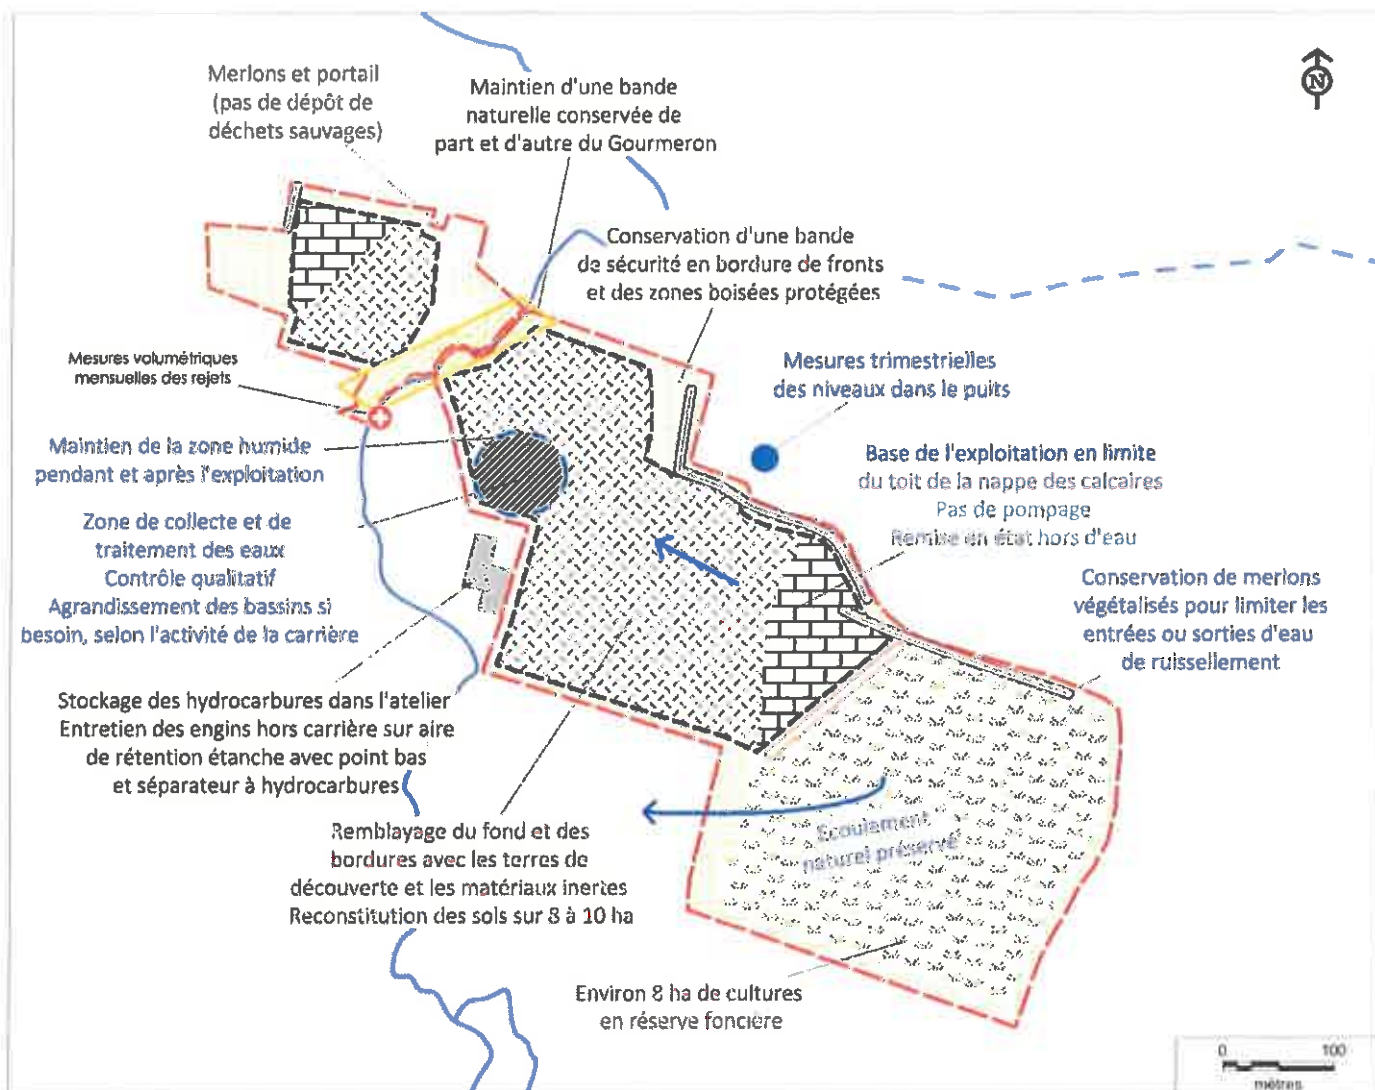 N
Merlons et portail
(pas de dépôt de
déchets sauvages)
Maintien d'une bande
naturelle conservée de
part et d'autre du Gourmeron
Conservation d'une bande
de sécurité en bordure de fronts
et des zones boisées protégées
Mesures volumétriques
mensuelles des rejets
Mesures trimestrielles
des niveaux dans le puits
Maintien de la zone humide
pendant et après l'exploitation
Base de l'exploitation en limite
du toit de la nappe des calcaires
Pas de pompage
Remise en état hors d'eau
Zone de collecte et de
traitement des eaux
Contrôle qualitatif
Agrandissement des bassins si
besoin, selon l'activité de la carrière
Conservation de merlons
végétalisés pour limiter les
entrées ou sorties d'eau
de ruissellement
Stockage des hydrocarbures dans l'atelier
Entretien des engins hors carrière sur aire
de rétention étanche avec point bas
et séparateur à hydrocarbures
Ecoulement
naturel préservé
Remblayage du fond et des
bordures avec les terres de
découverte et les matériaux inertes
Reconstitution des sols sur 8 à 10 ha
Environ 8 ha de cultures
en réserve foncière
0 100
mètres